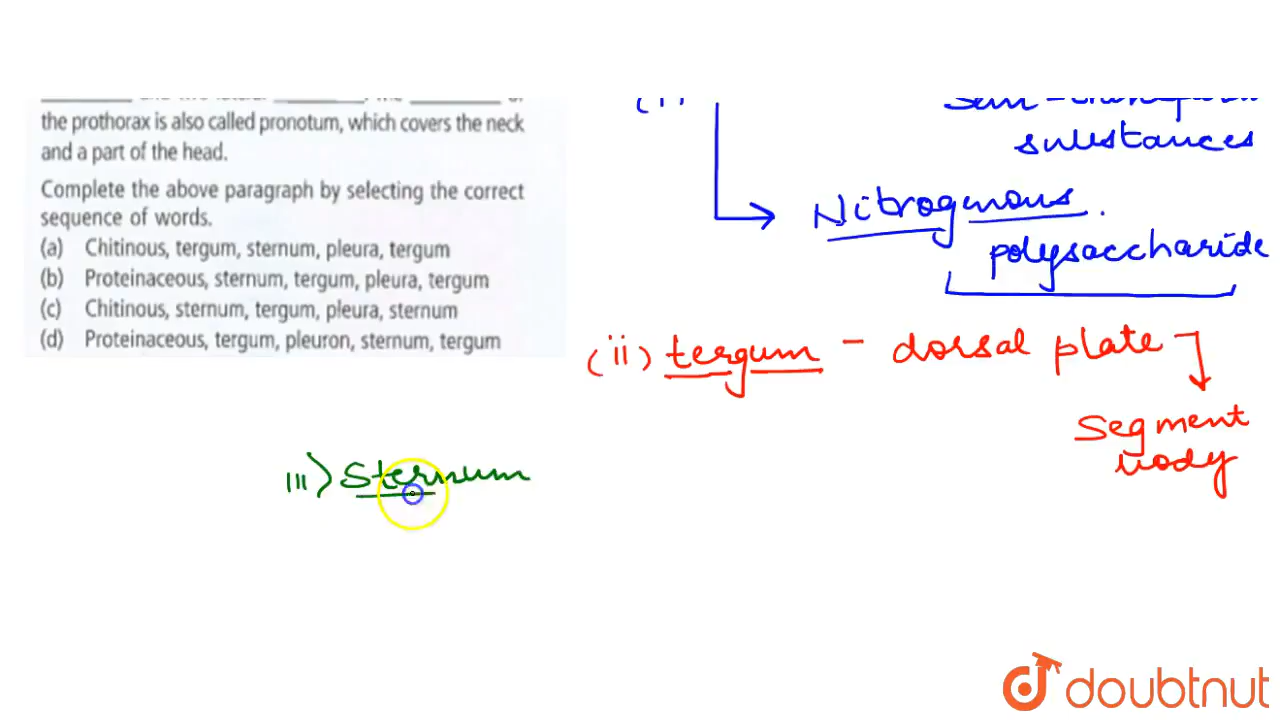 the prothorax is also called pronotum, which covers the neck
and a part of the head.
Complete the above paragraph by selecting the correct
sequence of words.
(a) Chitinous, tergum, sternum, pleura, tergum
(b) Proteinaceous, sternum, tergum, pleura, tergum
(c) Chitinous, sternum, tergum, pleura, sternum
(d) Proteinaceous, tergum, pleuron, sternum, tergum
substances
Nitrogenous
polysaccharide
(ii) tergum - dorsal plate
Segment
body
iii) Sternum
doubtnut